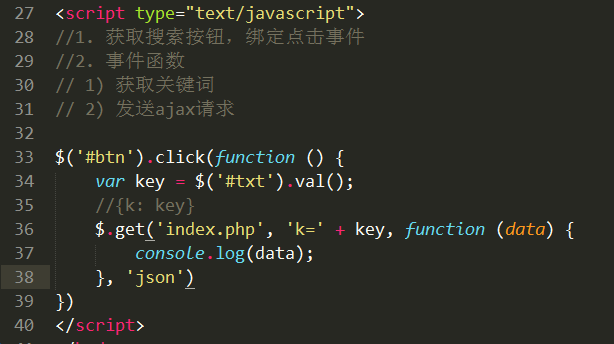 27 <script type="text/javascript">
28 //1. 获取搜索按钮，绑定点击事件
29 //2. 事件函数
30 // 1) 获取关键词
31 // 2) 发送ajax请求
32
33 $('#btn').click(function () {
34     var key = $('#txt').val();
35     //{k: key}
36     $.get('index.php', 'k=' + key, function (data) {
37         console.log(data);
38     }, 'json')
39 })
40 </script>